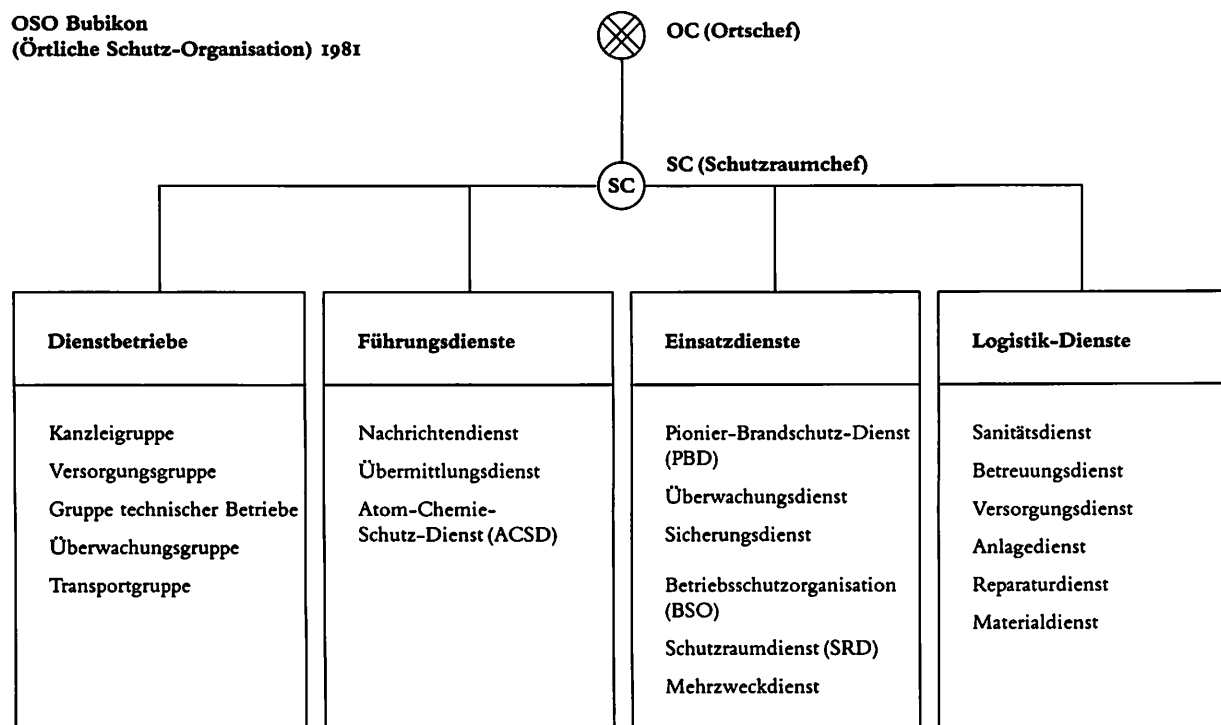 OSO Bubikon
(Örtliche Schutz-Organisation) 1981
OC (Ortschef)
SC (Schutzraumchef)
SC
Dienstbetriebe
Kanzleigruppe
Versorgungsgruppe
Gruppe technischer Betriebe
Überwachungsgruppe
Transportgruppe
Führungsdienste
Nachrichtendienst
Übermittlungsdienst
Atom-Chemie-
Schutz-Dienst (ACSD)
Einsatzdienste
Pionier-Brandschutz-Dienst
(PBD)
Überwachungsdienst
Sicherungsdienst
Betriebsschutzorganisation
(BSO)
Schutzraumdienst (SRD)
Mehrzweckdienst
Logistik-Dienste
Sanitätsdienst
Betreuungsdienst
Versorgungsdienst
Anlagedienst
Reparaturdienst
Materialdienst